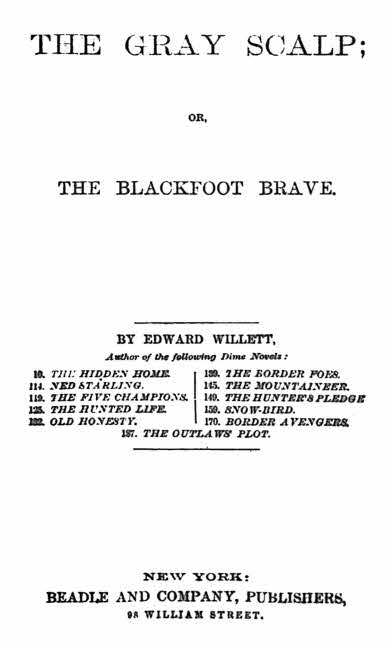 THE GRAY SCALP;
OR,
THE BLACKFOOT BRAVE.
BY EDWARD WILLETT,
Author of the following Dime Novels:
10. THE HIDDEN HOME.
114. NED STARLING.
119. THE FIVE CHAMPIONS.
125. THE HUNTED LIFE.
132. OLD HONESTY.
139. THE BORDER FOES.
145. THE MOUNTAINEER.
149. THE HUNTER'S PLEDGE
159. SNOW-BIRD.
170. BORDER AVENGERS.
187. THE OUTLAWS' PLOT.
NEW YORK:
BEADLE AND COMPANY, PUBLISHERS,
98 WILLIAM STREET.